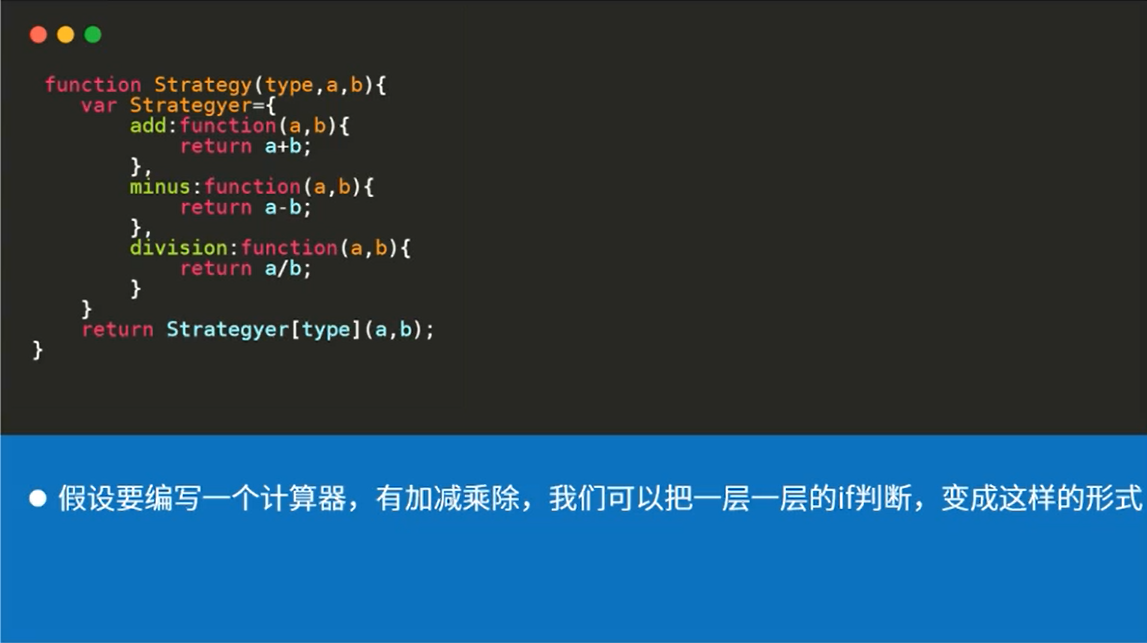 function Strategy(type,a,b){
var Strategyer={
add:function(a,b){
return a+b;
},
minus:function(a,b){
return a-b;
},
division:function(a,b){
return a/b;
}
}
return Strategyer[type](a,b);
}
● 假设要编写一个计算器，有加减乘除，我们可以把一层一层的if判断，变成这样的形式